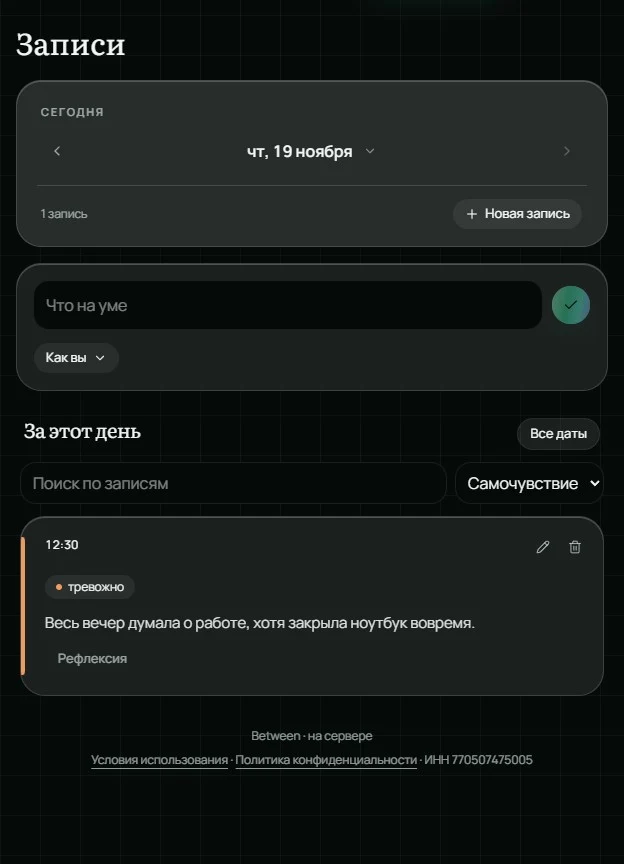 Записи
СЕГОДНЯ
чт, 19 ноября
1 запись
+ Новая запись
Что на уме
Как вы
За этот день
Все даты
Поиск по записям
Самочувствие
12:30
тревожно
Весь вечер думала о работе, хотя закрыла ноутбук вовремя.
Рефлексия
Between · на сервере
Условия использования · Политика конфиденциальности · ИНН 770507475005